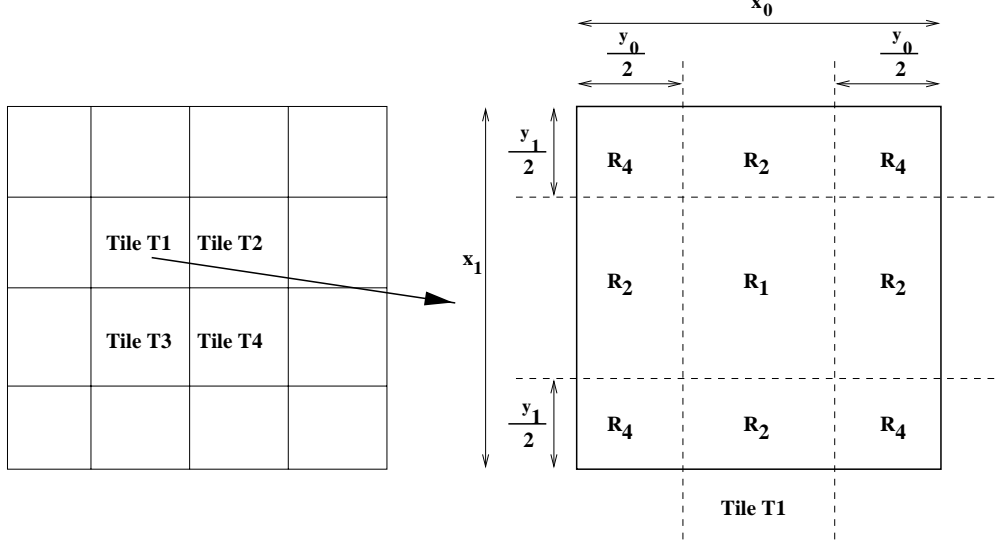 x0
y0
2
y0
2
y1
2
R4 R2 R4
Tile T1 Tile T2
x1
R2 R1 R2
Tile T3 Tile T4
y1
2
R4 R2 R4
Tile T1